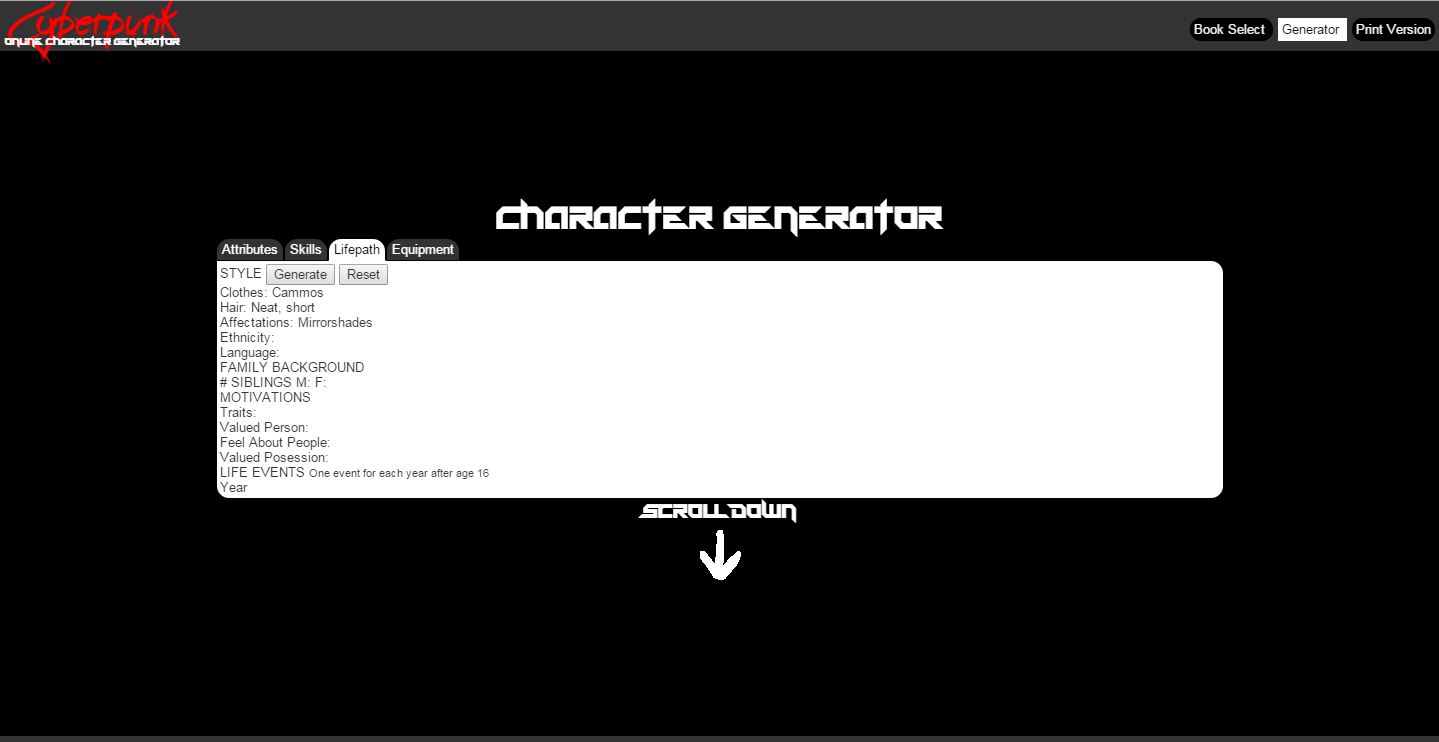 Cyberpunk
ONLINE CHARACTER GENERATOR
Book Select Generator Print Version
CHARACTER GENERATOR
Attributes Skills Lifepath Equipment
STYLE Generate Reset
Clothes: Cammos
Hair: Neat, short
Affectations: Mirrorshades
Ethnicity:
Language:
FAMILY BACKGROUND
# SIBLINGS M: F:
MOTIVATIONS
Traits:
Valued Person:
Feel About People:
Valued Posession:
LIFE EVENTS One event for each year after age 16
Year
SCROLL DOWN